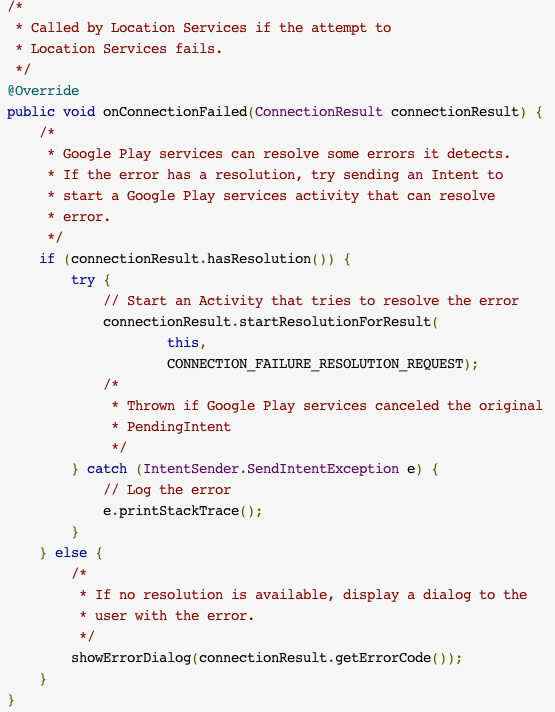 /*
 * Called by Location Services if the attempt to
 * Location Services fails.
 */
@Override
public void onConnectionFailed(ConnectionResult connectionResult) {
    /*
     * Google Play services can resolve some errors it detects.
     * If the error has a resolution, try sending an Intent to
     * start a Google Play services activity that can resolve
     * error.
     */
    if (connectionResult.hasResolution()) {
        try {
            // Start an Activity that tries to resolve the error
            connectionResult.startResolutionForResult(
                    this,
                    CONNECTION_FAILURE_RESOLUTION_REQUEST);
            /*
             * Thrown if Google Play services canceled the original
             * PendingIntent
             */
        } catch (IntentSender.SendIntentException e) {
            // Log the error
            e.printStackTrace();
        }
    } else {
        /*
         * If no resolution is available, display a dialog to the
         * user with the error.
         */
        showErrorDialog(connectionResult.getErrorCode());
    }
}